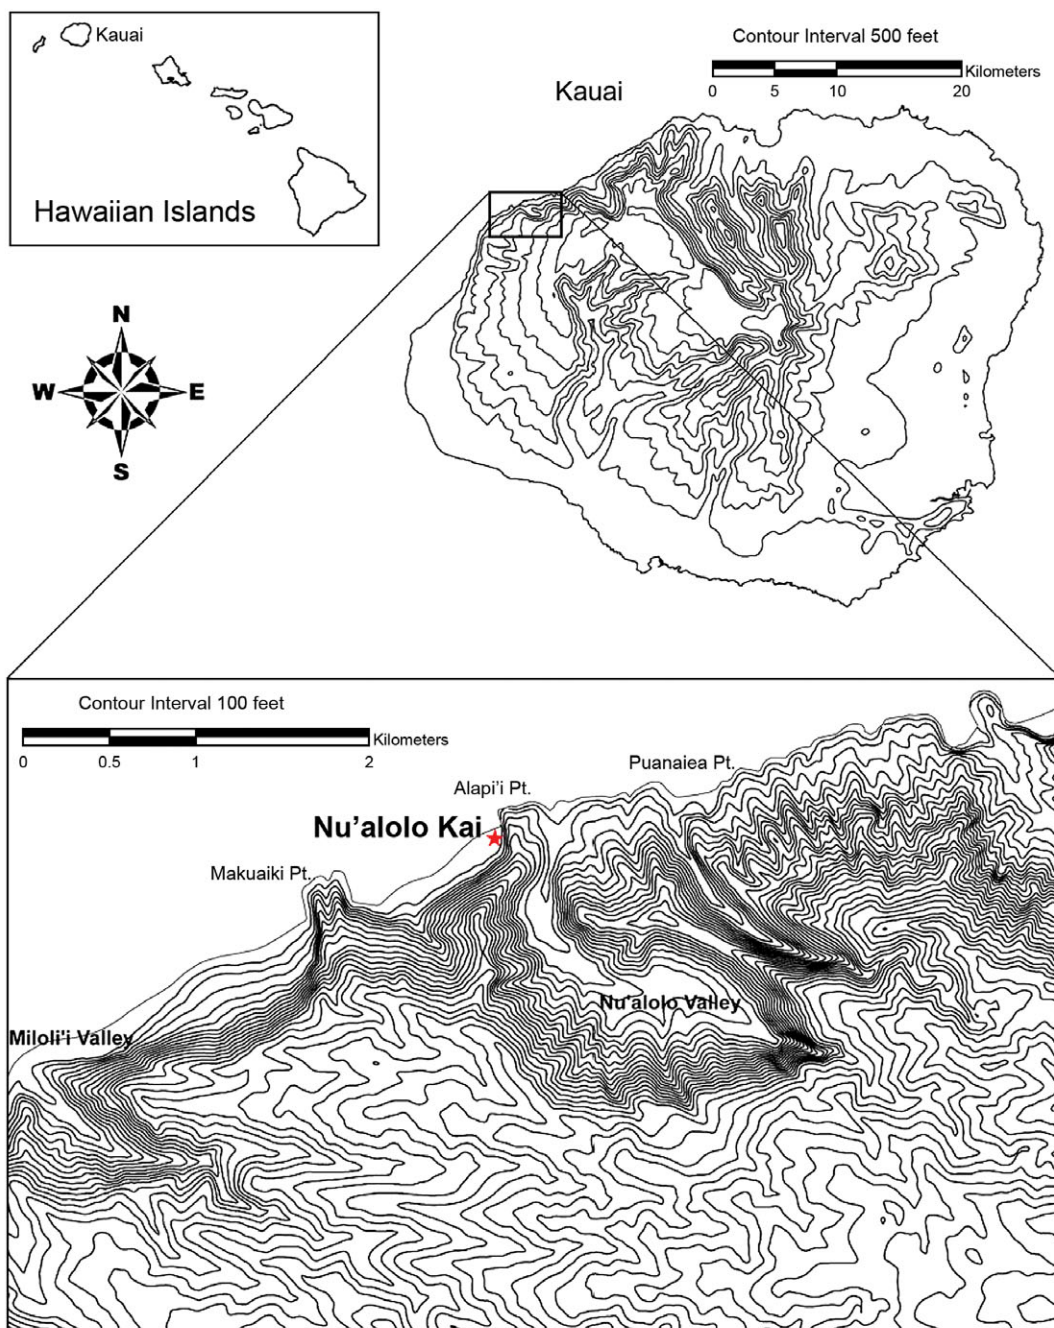 Kauai
Hawaiian Islands
Contour Interval 500 feet
Kilometers
0 5 10 20
Kauai
N
W E
S
Contour Interval 100 feet
Kilometers
0 0.5 1 2
Puanaiea Pt.
Alapi'i Pt.
Nu'alolo Kai
Makuaiki Pt.
Nu'alolo Valley
Miloli'i Valley